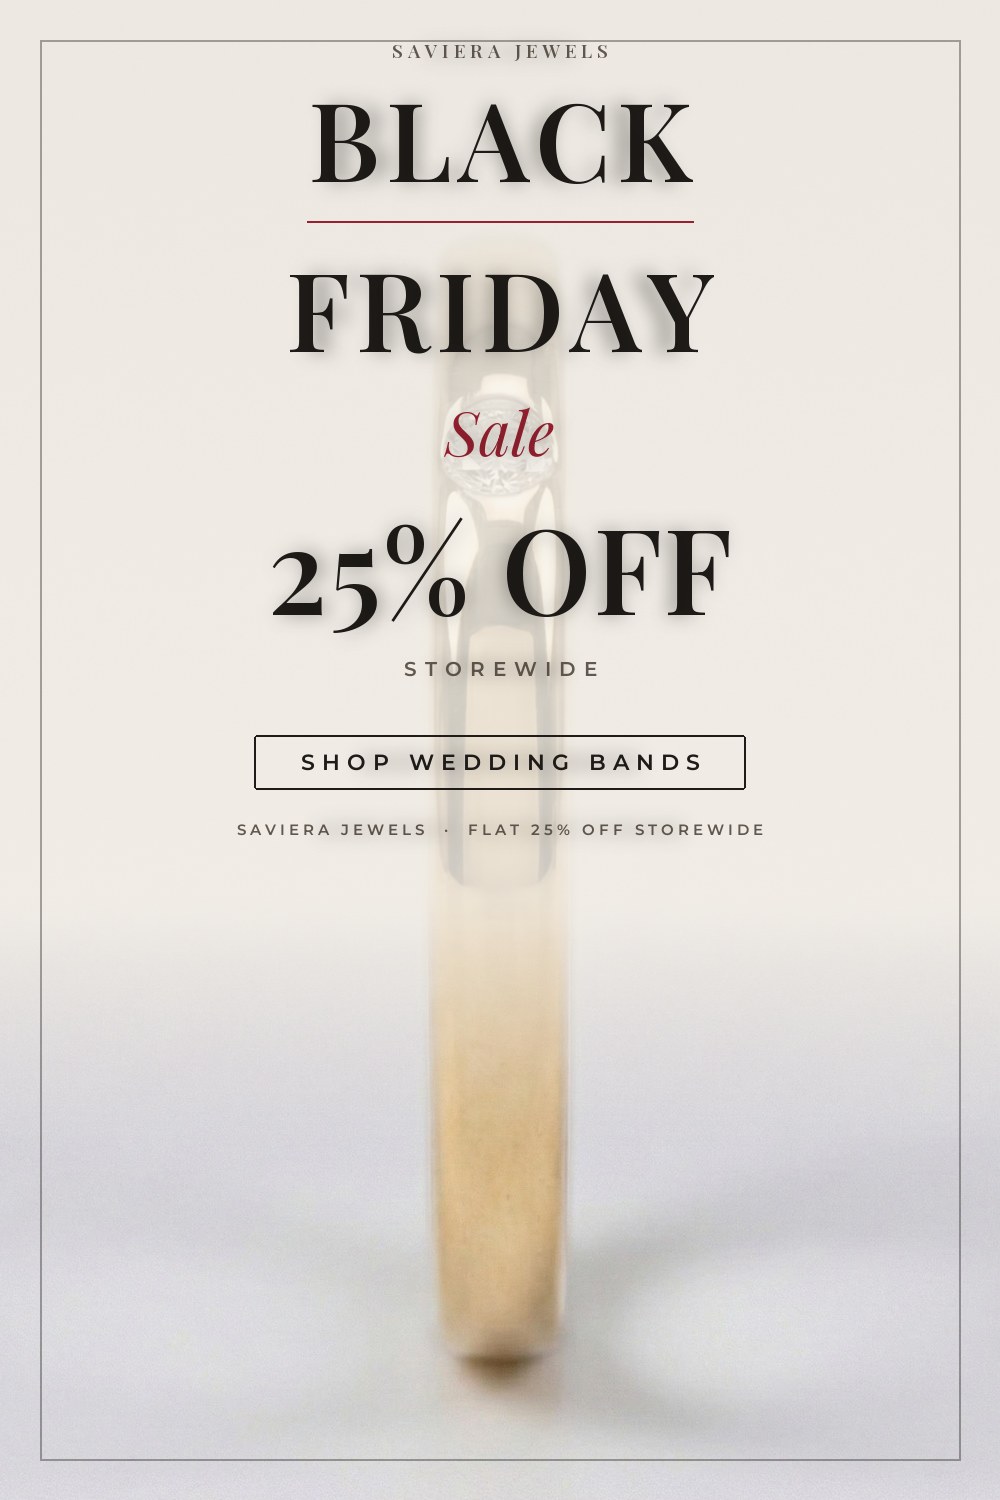 SAVIERA JEWELS
BLACK
FRIDAY
Sale
25% OFF
STOREWIDE
SHOP WEDDING BANDS
SAVIERA JEWELS · FLAT 25% OFF STOREWIDE